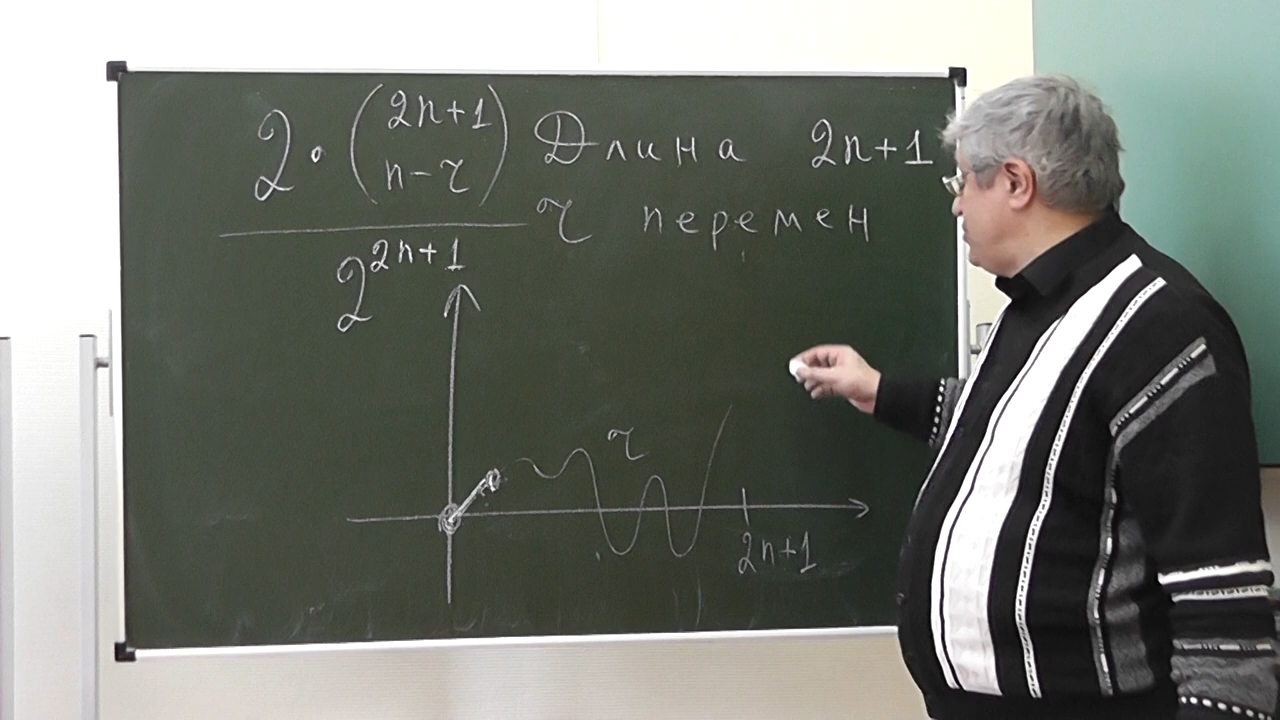 2 · (2n+1 Длина 2n+1
n-r)
r перемен
2^{2n+1}
r
2n+1